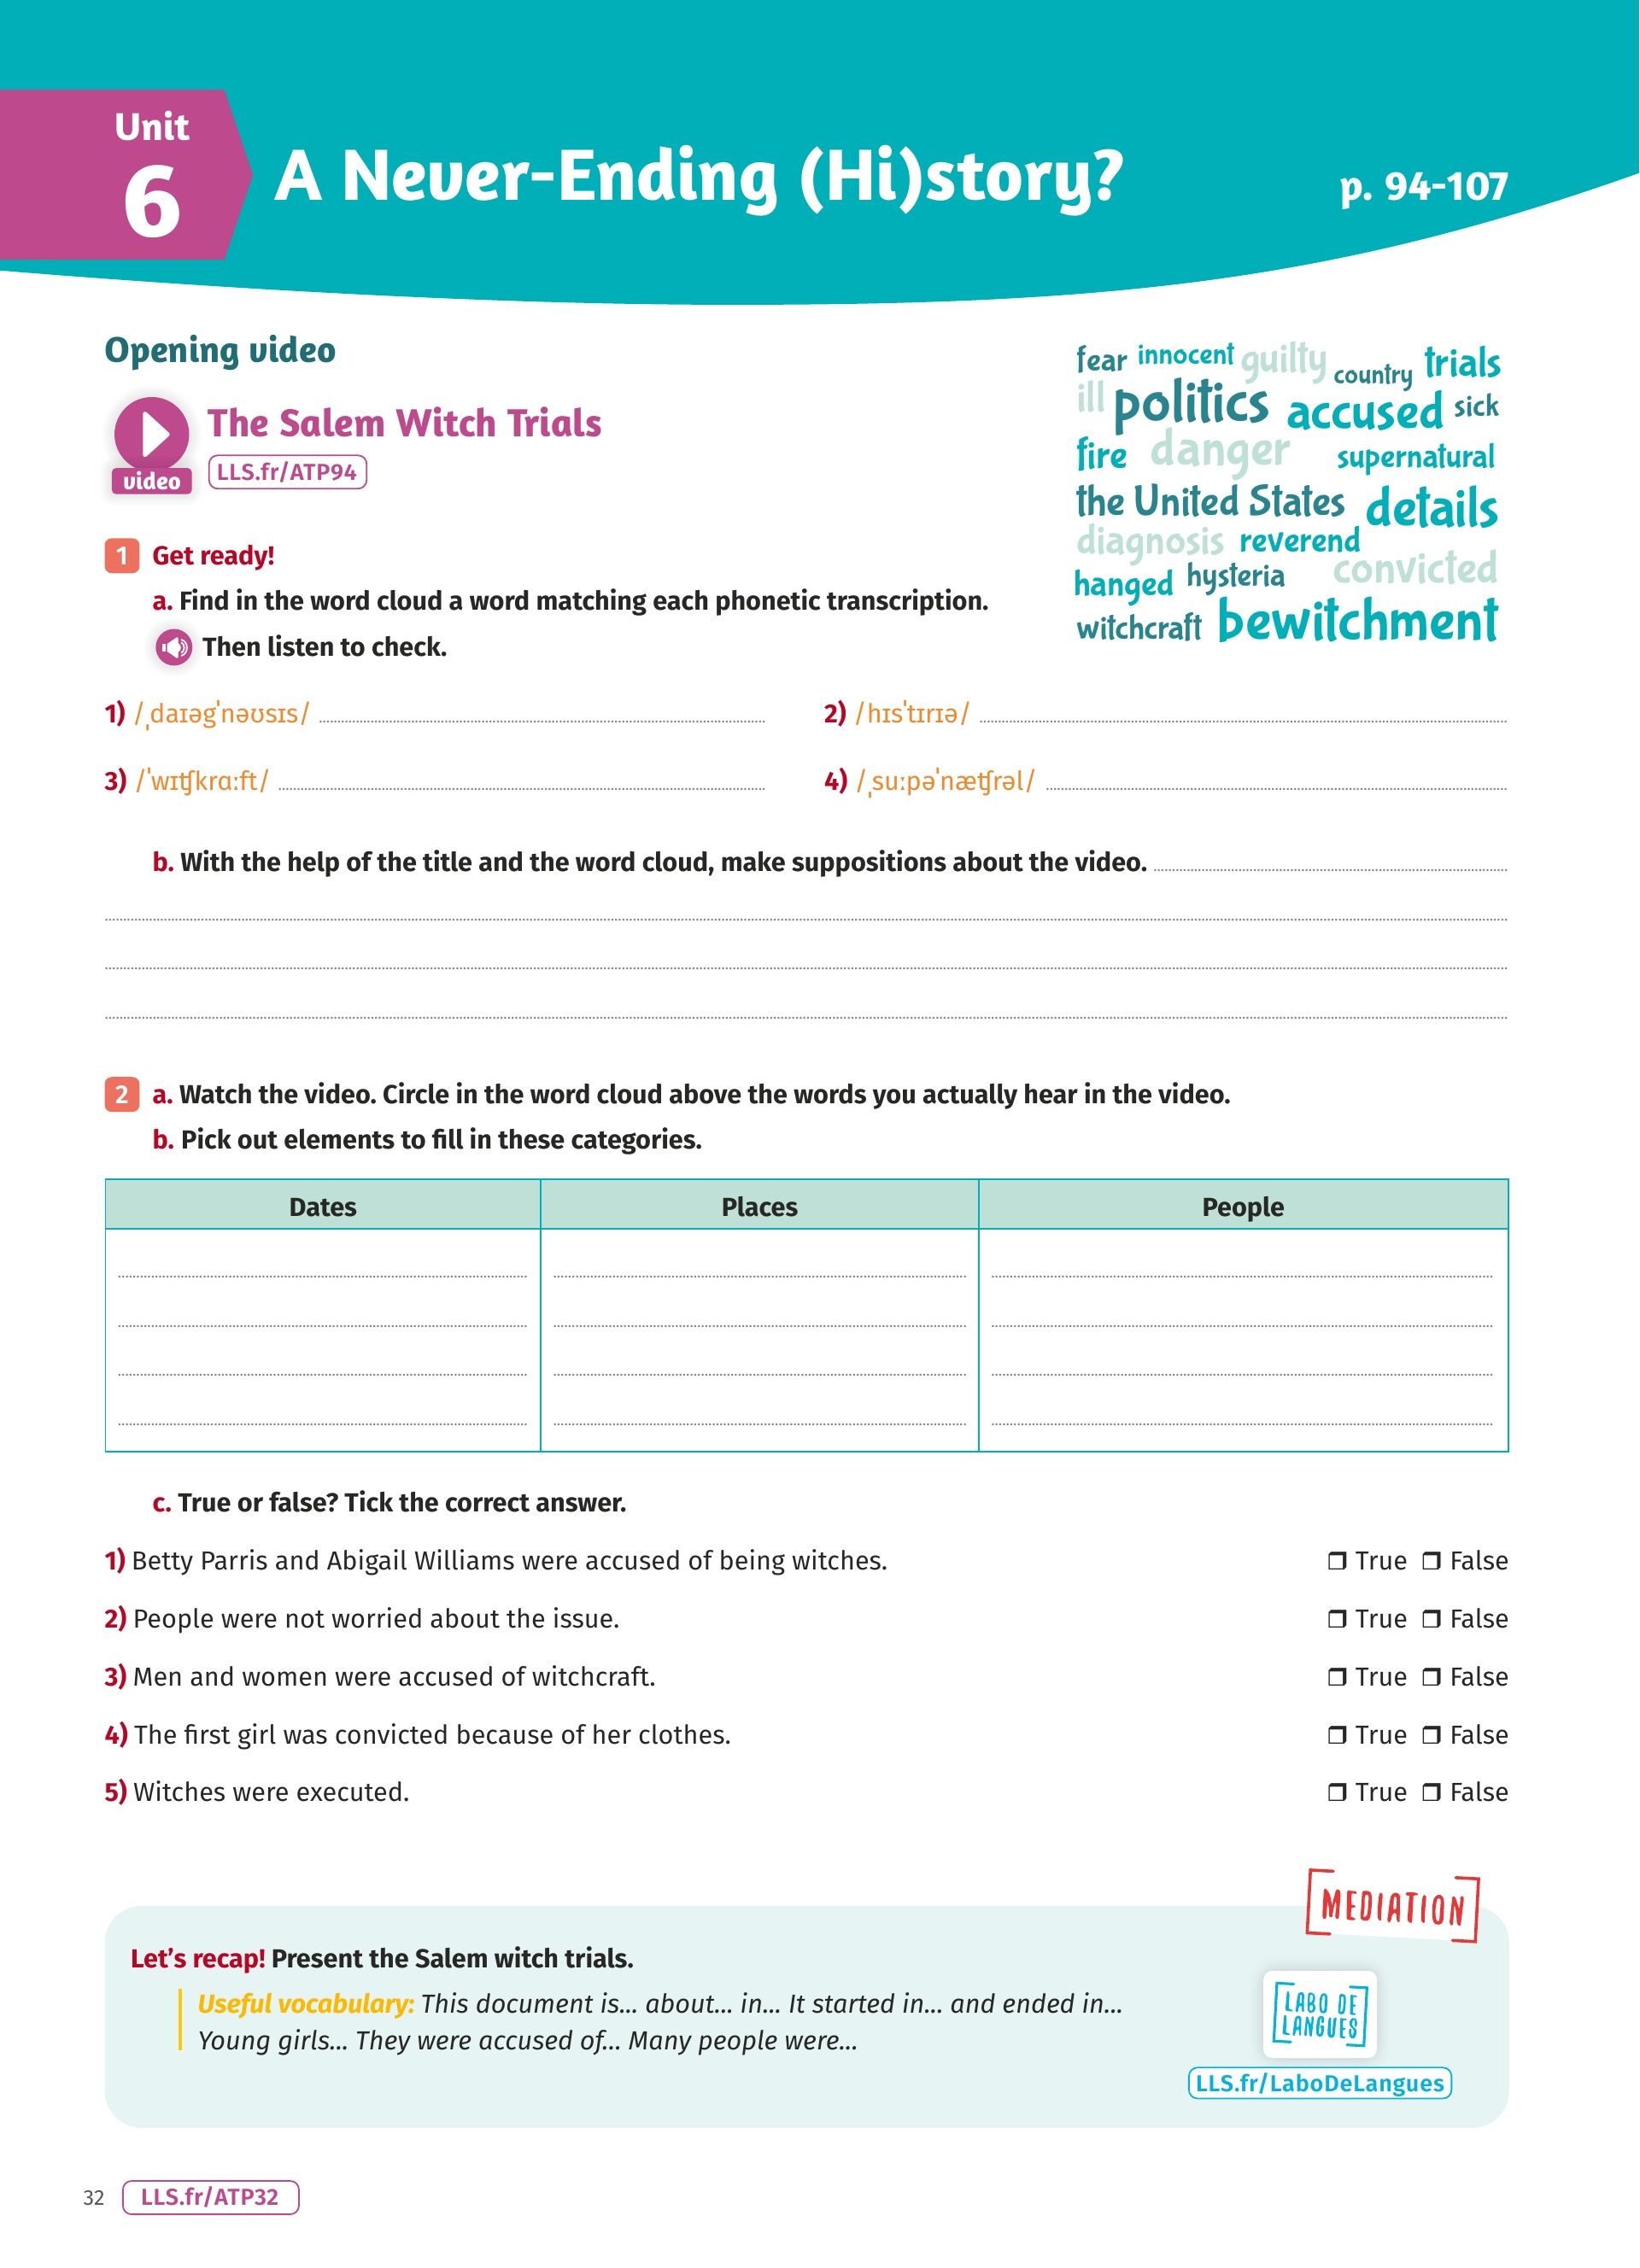 Unit
6
A Never-Ending (Hi)story?
p. 94-107
Opening video
video
The Salem Witch Trials
LLS.fr/ATP94
fear innocent guilty country trials
ill politics accused sick
fire danger supernatural
the United States details
diagnosis reverend
hanged hysteria convicted
witchcraft bewitchment
1 Get ready!
a. Find in the word cloud a word matching each phonetic transcription.
Then listen to check.
1) /ˌdaɪəgˈnəʊsɪs/
2) /hɪsˈtɪrɪə/
3) /ˈwɪʧkrɑːft/
4) /ˌsuːpəˈnæʧrəl/
b. With the help of the title and the word cloud, make suppositions about the video.
2 a. Watch the video. Circle in the word cloud above the words you actually hear in the video.
b. Pick out elements to fill in these categories.
Dates Places People
c. True or false? Tick the correct answer.
1) Betty Parris and Abigail Williams were accused of being witches. ❒ True ❒ False
2) People were not worried about the issue. ❒ True ❒ False
3) Men and women were accused of witchcraft. ❒ True ❒ False
4) The first girl was convicted because of her clothes. ❒ True ❒ False
5) Witches were executed. ❒ True ❒ False
MEDIATION
Let's recap! Present the Salem witch trials.
Useful vocabulary: This document is... about... in... It started in... and ended in...
Young girls... They were accused of... Many people were...
LABO DE
LANGUES
LLS.fr/LaboDeLangues
32 LLS.fr/ATP32